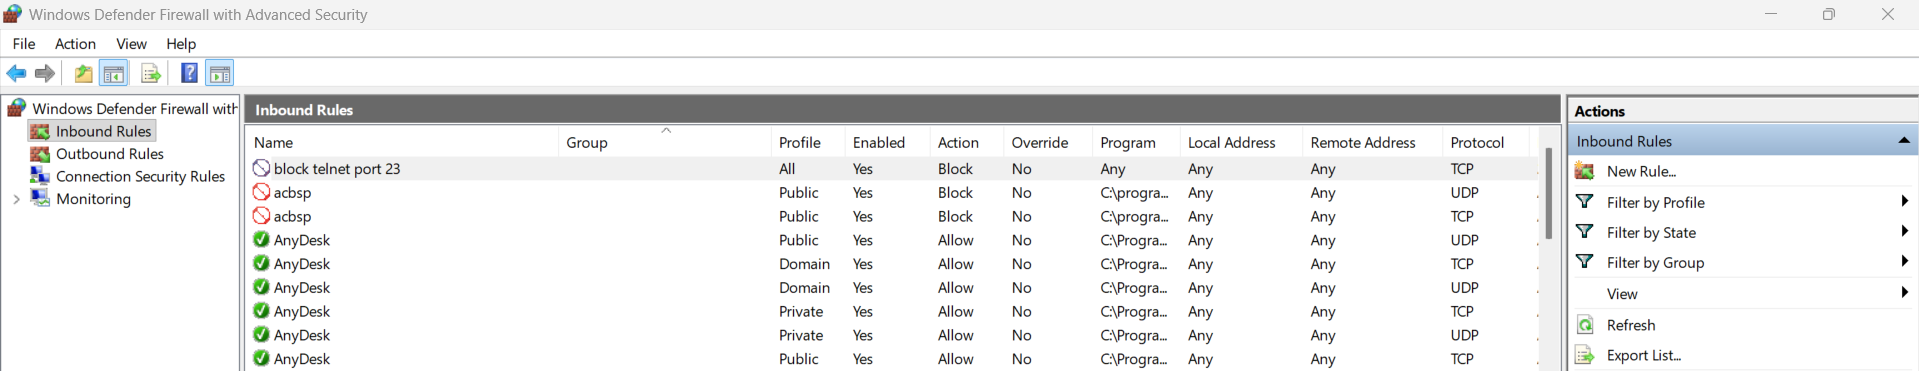 Windows Defender Firewall with Advanced Security
File Action View Help
Windows Defender Firewall with
Inbound Rules
Outbound Rules
Connection Security Rules
Monitoring
Inbound Rules
Name Group Profile Enabled Action Override Program Local Address Remote Address Protocol
block telnet port 23 All Yes Block No Any Any Any TCP
acbsp Public Yes Block No C:\progra... Any Any UDP
acbsp Public Yes Block No C:\progra... Any Any TCP
AnyDesk Public Yes Allow No C:\Progra... Any Any UDP
AnyDesk Domain Yes Allow No C:\Progra... Any Any TCP
AnyDesk Domain Yes Allow No C:\Progra... Any Any UDP
AnyDesk Private Yes Allow No C:\Progra... Any Any TCP
AnyDesk Private Yes Allow No C:\Progra... Any Any UDP
AnyDesk Public Yes Allow No C:\Progra... Any Any TCP
Actions
Inbound Rules
New Rule...
Filter by Profile
Filter by State
Filter by Group
View
Refresh
Export List...